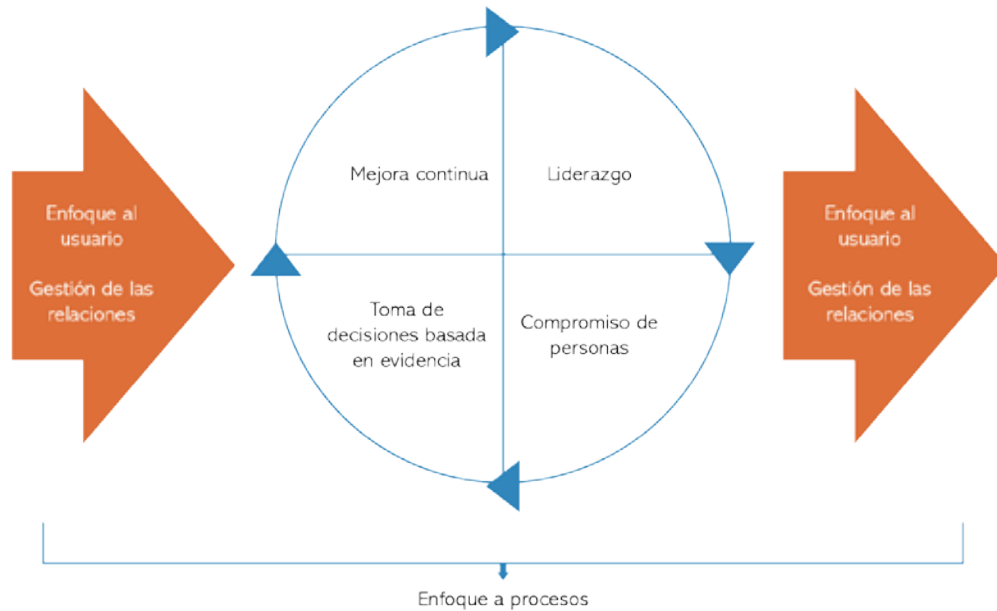 Enfoque al
usuario
Gestión de las
relaciones
Mejora continua
Liderazgo
Toma de
decisiones basada
en evidencia
Compromiso de
personas
Enfoque al
usuario
Gestión de las
relaciones
Enfoque a procesos